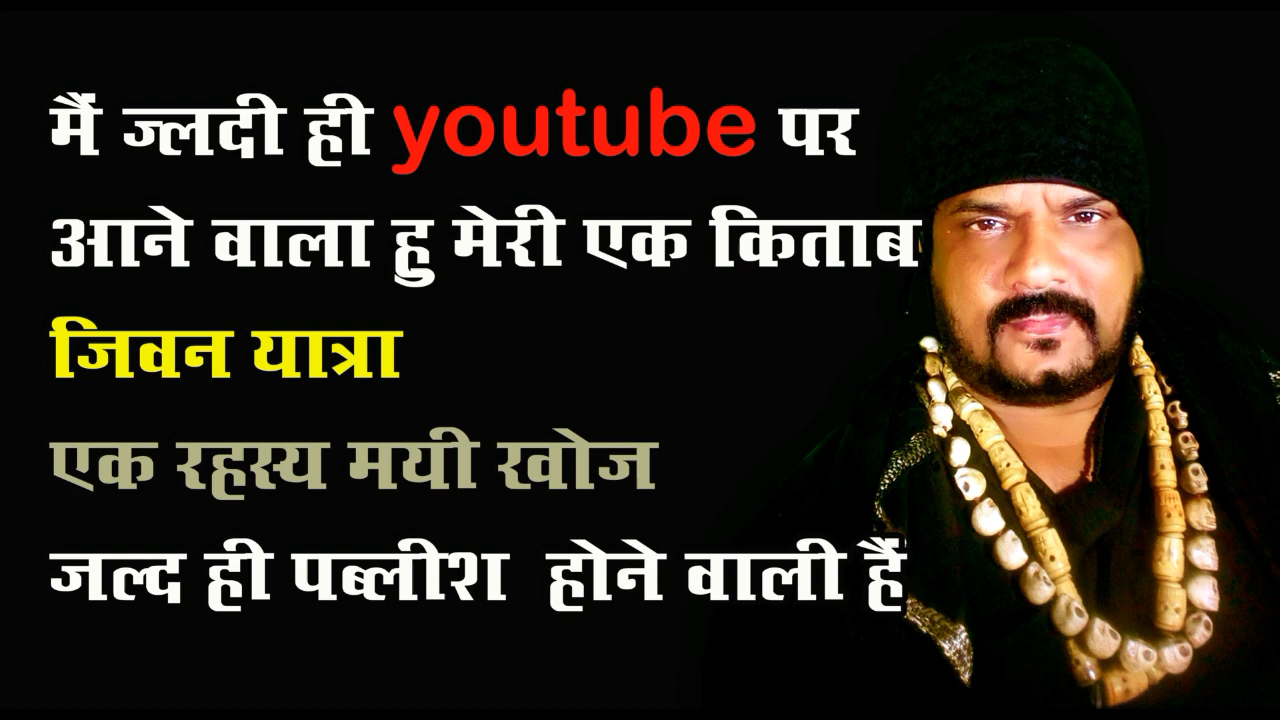 मैं ज्लदी ही youtube पर
आने वाला हु मेरी एक किताब
जिवन यात्रा
एक रहस्य मयी खोज
जल्द ही पब्लीश होने वाली हैं